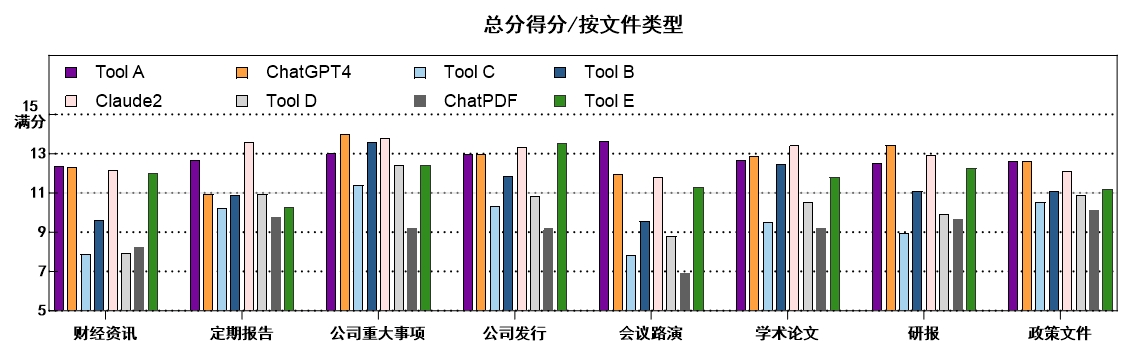 总分得分/按文件类型
Tool A ChatGPT4 Tool C Tool B
Claude2 Tool D ChatPDF Tool E
15
满分
13
11
9
7
5
财经资讯 定期报告 公司重大事项 公司发行 会议路演 学术论文 研报 政策文件